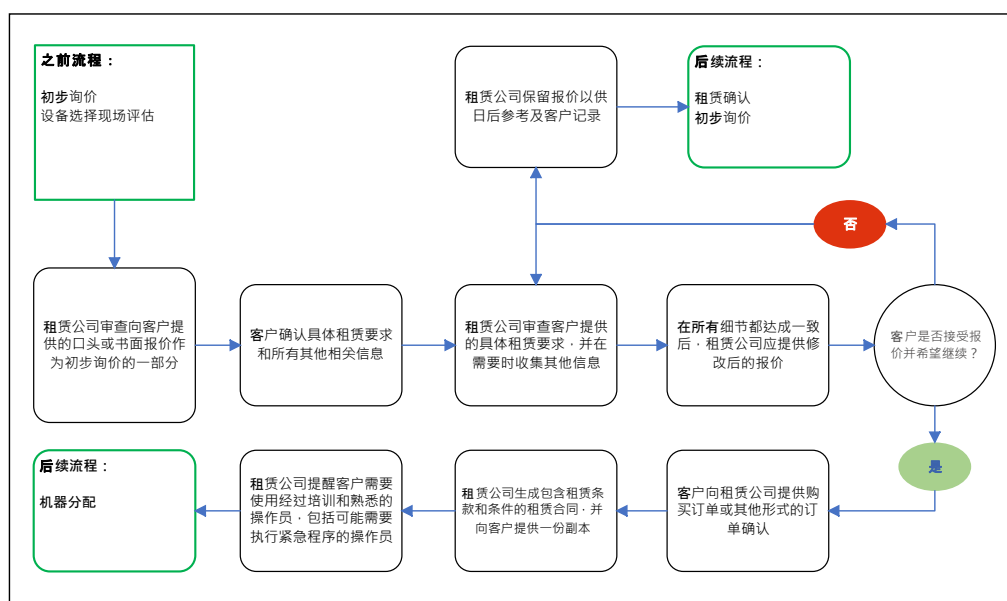 之前流程：
初步询价
设备选择现场评估
租赁公司保留报价以供
日后参考及客户记录
后续流程：
租赁确认
初步询价
否
租赁公司审查向客户提
供的口头或书面报价作
为初步询价的一部分
客户确认具体租赁要求
和所有其他相关信息
租赁公司审查客户提供
的具体租赁要求，并在
需要时收集其他信息
在所有细节都达成一致
后，租赁公司应提供修
改后的报价
客户是否接受报
价并希望继续？
是
后续流程：
机器分配
租赁公司提醒客户需要
使用经过培训和熟悉的
操作员，包括可能需要
执行紧急程序的操作员
租赁公司生成包含租赁条
款和条件的租赁合同，并
向客户提供一份副本
客户向租赁公司提供购
买订单或其他形式的订
单确认